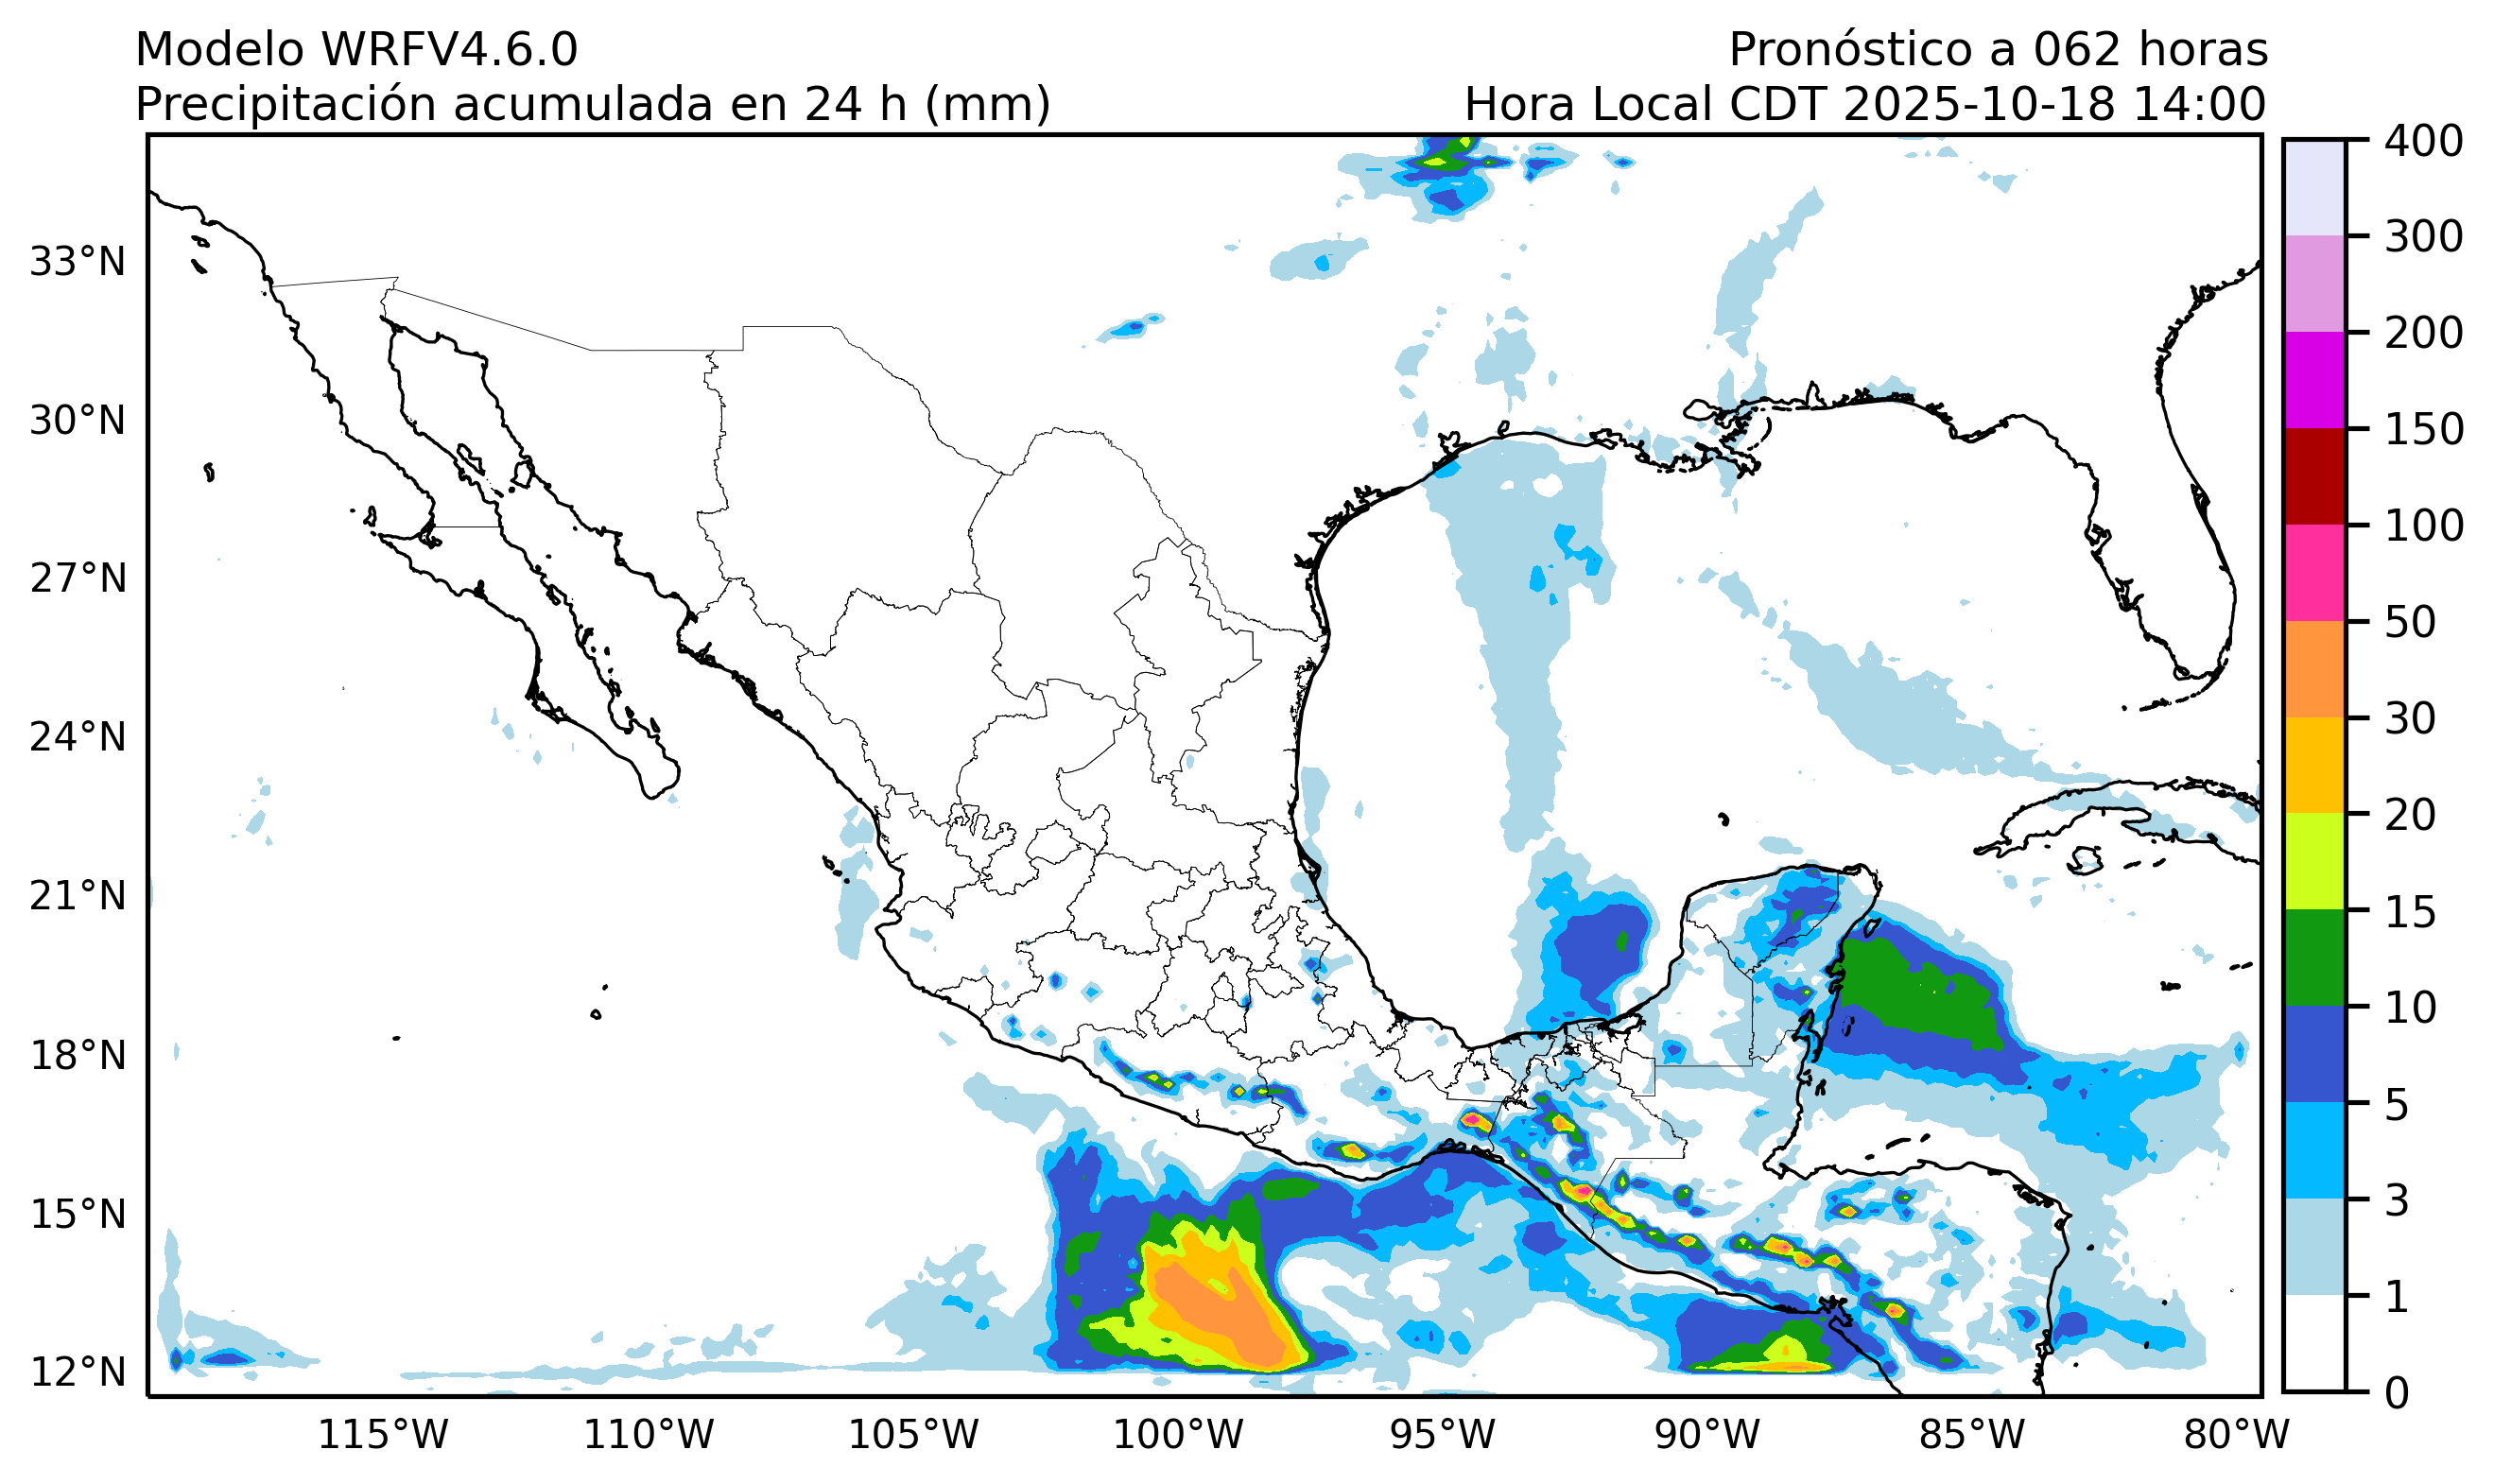 Modelo WRFV4.6.0
Pronóstico a 062 horas
Precipitación acumulada en 24 h (mm)
Hora Local CDT 2025-10-18 14:00
33°N
30°N
27°N
24°N
21°N
18°N
15°N
12°N
115°W
110°W
105°W
100°W
95°W
90°W
85°W
80°W
400
300
200
150
100
50
30
20
15
10
5
3
1
0